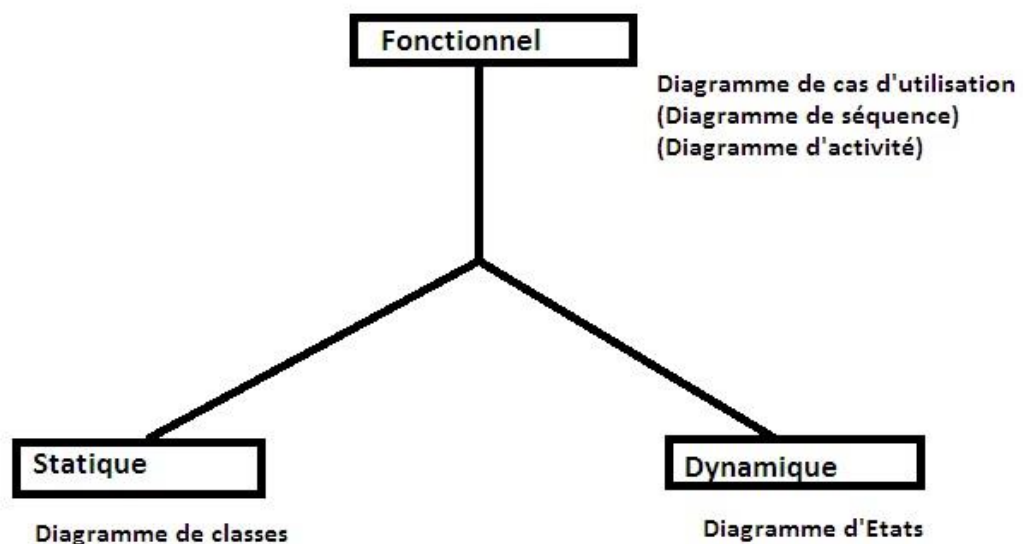 Fonctionnel
Diagramme de cas d'utilisation
(Diagramme de séquence)
(Diagramme d'activité)
Statique
Diagramme de classes
Dynamique
Diagramme d'Etats